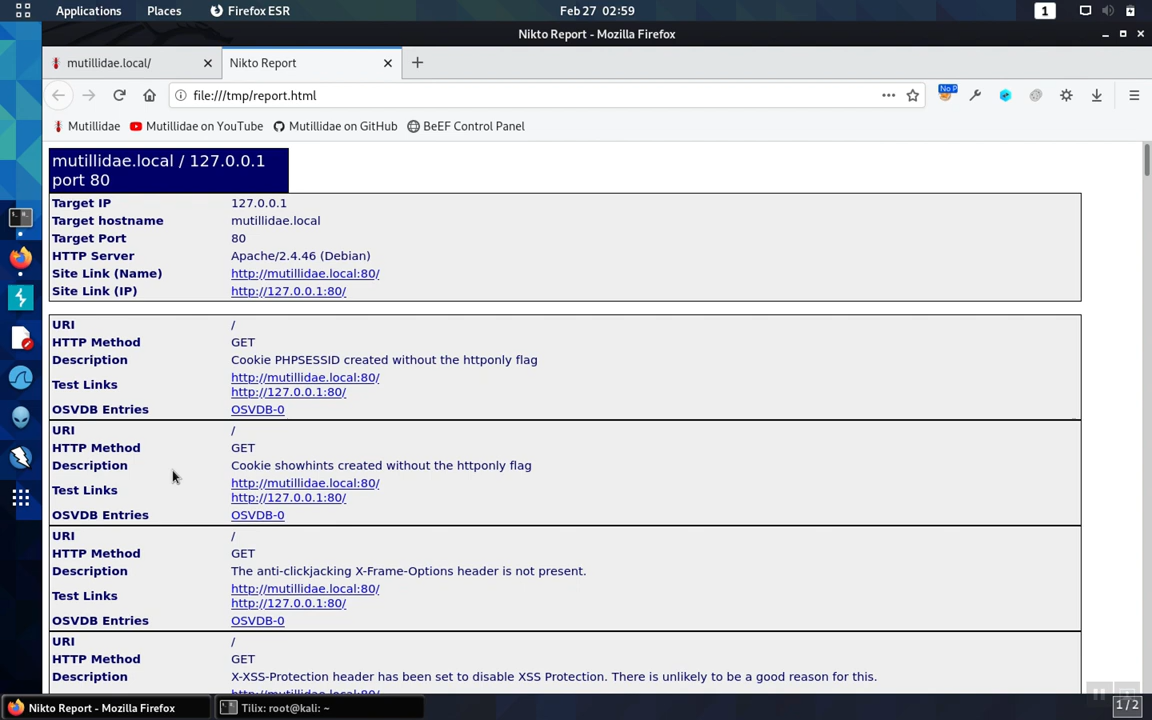 Applications Places Firefox ESR Feb 27 02:59 1
Nikto Report - Mozilla Firefox
mutillidae.local/ Nikto Report
file:///tmp/report.html No P
Mutillidae Mutillidae on YouTube Mutillidae on GitHub BeEF Control Panel
mutillidae.local / 127.0.0.1
port 80
Target IP 127.0.0.1
Target hostname mutillidae.local
Target Port 80
HTTP Server Apache/2.4.46 (Debian)
Site Link (Name) http://mutillidae.local:80/
Site Link (IP) http://127.0.0.1:80/
URI /
HTTP Method GET
Description Cookie PHPSESSID created without the httponly flag
Test Links http://mutillidae.local:80/
http://127.0.0.1:80/
OSVDB Entries OSVDB-0
URI /
HTTP Method GET
Description Cookie showhints created without the httponly flag
Test Links http://mutillidae.local:80/
http://127.0.0.1:80/
OSVDB Entries OSVDB-0
URI /
HTTP Method GET
Description The anti-clickjacking X-Frame-Options header is not present.
Test Links http://mutillidae.local:80/
http://127.0.0.1:80/
OSVDB Entries OSVDB-0
URI /
HTTP Method GET
Description X-XSS-Protection header has been set to disable XSS Protection. There is unlikely to be a good reason for this.
http://mutillidae.local:80/
Nikto Report - Mozilla Firefox Tilix: root@kali: ~ 1/2